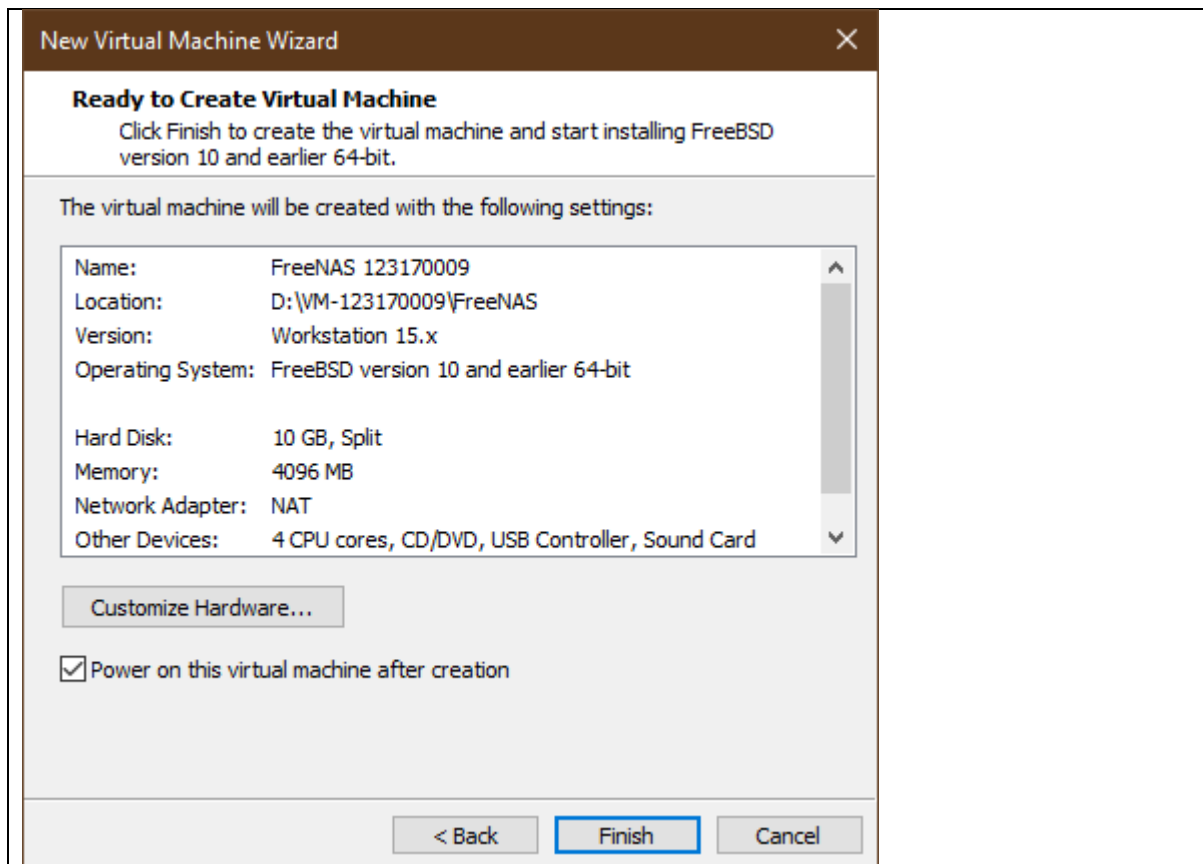 New Virtual Machine Wizard
Ready to Create Virtual Machine
Click Finish to create the virtual machine and start installing FreeBSD
version 10 and earlier 64-bit.
The virtual machine will be created with the following settings:
Name: FreeNAS 123170009
Location: D:\VM-123170009\FreeNAS
Version: Workstation 15.x
Operating System: FreeBSD version 10 and earlier 64-bit
Hard Disk: 10 GB, Split
Memory: 4096 MB
Network Adapter: NAT
Other Devices: 4 CPU cores, CD/DVD, USB Controller, Sound Card
Customize Hardware...
Power on this virtual machine after creation
< Back Finish Cancel